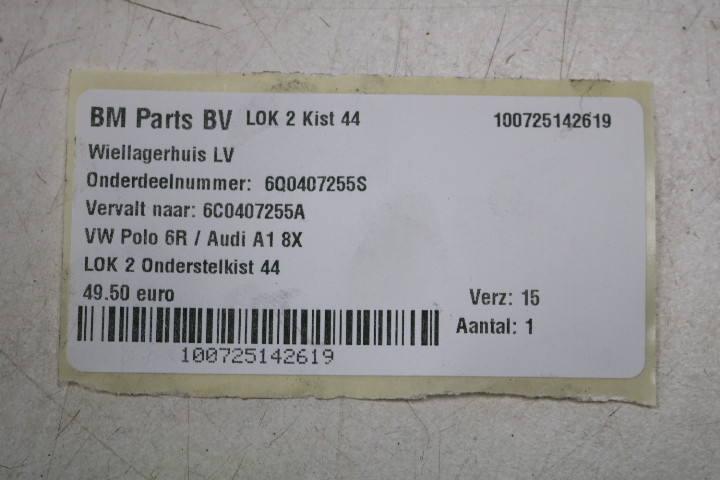 BM Parts BV LOK 2 Kist 44 100725142619
Wiellagerhuis LV
Onderdeelnummer: 6Q0407255S
Vervalt naar: 6C0407255A
VW Polo 6R / Audi A1 8X
LOK 2 Onderstelkist 44
49.50 euro Verz: 15
Aantal: 1
100725142619